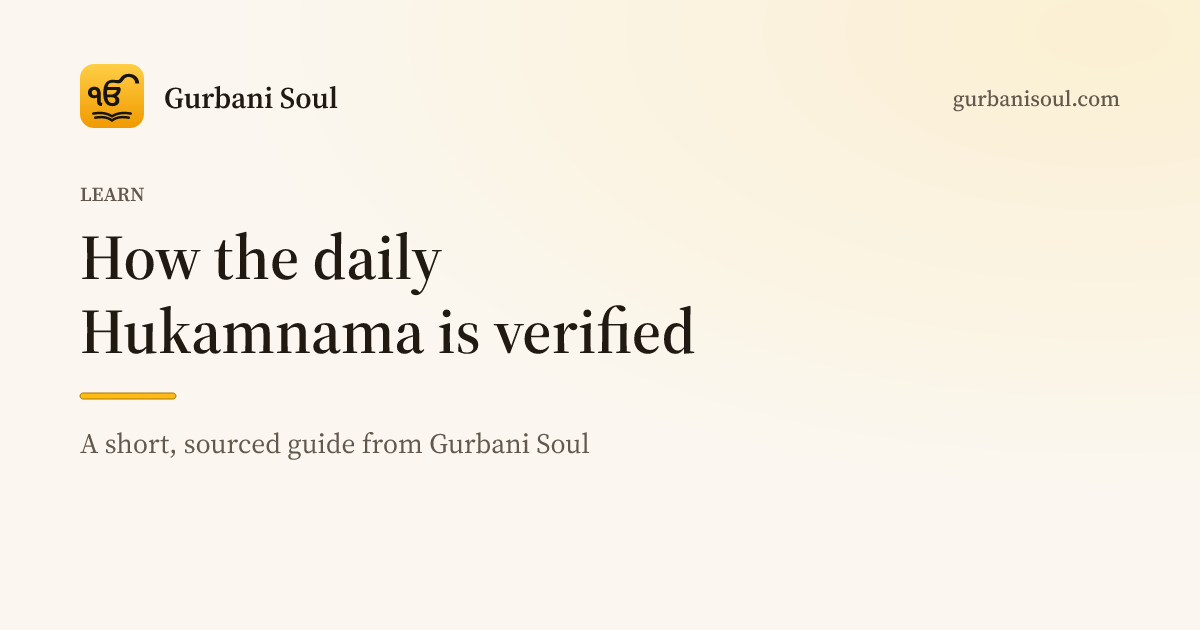 ੴ
Gurbani Soul
gurbanisoul.com
LEARN
How the daily
Hukamnama is verified
A short, sourced guide from Gurbani Soul